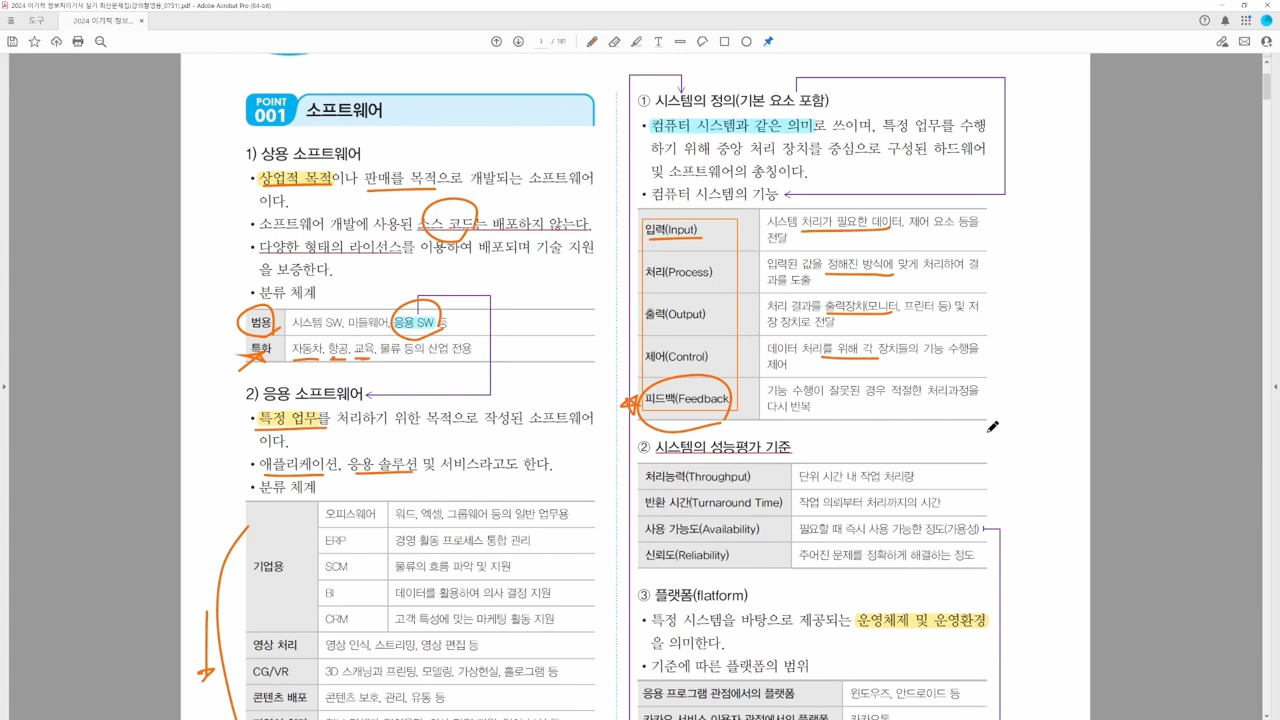 2024 이기적 정보처리기사 실기 최신문제집(강의촬영용_0731).pdf - Adobe Acrobat Pro (64-bit)
홈 도구 2024 이기적 정보... ×
3 / 181
POINT 001 소프트웨어
1) 상용 소프트웨어
• 상업적 목적이나 판매를 목적으로 개발되는 소프트웨어
이다.
• 소프트웨어 개발에 사용된 소스 코드는 배포하지 않는다.
• 다양한 형태의 라이선스를 이용하여 배포되며 기술 지원
을 보증한다.
• 분류 체계
범용 시스템 SW, 미들웨어, 응용 SW 등
특화 자동차, 항공, 교육, 물류 등의 산업 전용
2) 응용 소프트웨어
• 특정 업무를 처리하기 위한 목적으로 작성된 소프트웨어
이다.
• 애플리케이션, 응용 솔루션 및 서비스라고도 한다.
• 분류 체계
기업용
오피스웨어 워드, 엑셀, 그룹웨어 등의 일반 업무용
ERP 경영 활동 프로세스 통합 관리
SCM 물류의 흐름 파악 및 지원
BI 데이터를 활용하여 의사 결정 지원
CRM 고객 특성에 맞는 마케팅 활동 지원
영상 처리 영상 인식, 스트리밍, 영상 편집 등
CG/VR 3D 스캐닝과 프린팅, 모델링, 가상현실, 홀로그램 등
콘텐츠 배포 콘텐츠 보호, 관리, 유통 등
① 시스템의 정의(기본 요소 포함)
• 컴퓨터 시스템과 같은 의미로 쓰이며, 특정 업무를 수행
하기 위해 중앙 처리 장치를 중심으로 구성된 하드웨어
및 소프트웨어의 총칭이다.
• 컴퓨터 시스템의 기능
입력(Input) 시스템 처리가 필요한 데이터, 제어 요소 등을
전달
처리(Process) 입력된 값을 정해진 방식에 맞게 처리하여 결
과를 도출
출력(Output) 처리 결과를 출력장치(모니터, 프린터 등) 및 저
장 장치로 전달
제어(Control) 데이터 처리를 위해 각 장치들의 기능 수행을
제어
피드백(Feedback 기능 수행이 잘못된 경우 적절한 처리과정을
다시 반복
② 시스템의 성능평가 기준
처리능력(Throughput) 단위 시간 내 작업 처리량
반환 시간(Turnaround Time) 작업 의뢰부터 처리까지의 시간
사용 가능도(Availability) 필요할 때 즉시 사용 가능한 정도(가용성)
신뢰도(Reliability) 주어진 문제를 정확하게 해결하는 정도
③ 플랫폼(flatform)
• 특정 시스템을 바탕으로 제공되는 운영체제 및 운영환경
을 의미한다.
• 기준에 따른 플랫폼의 범위
응용 프로그램 관점에서의 플랫폼 윈도우즈, 안드로이드 등
카카오 서비스 이용자 관점에서의 플랫폼 카카오톡